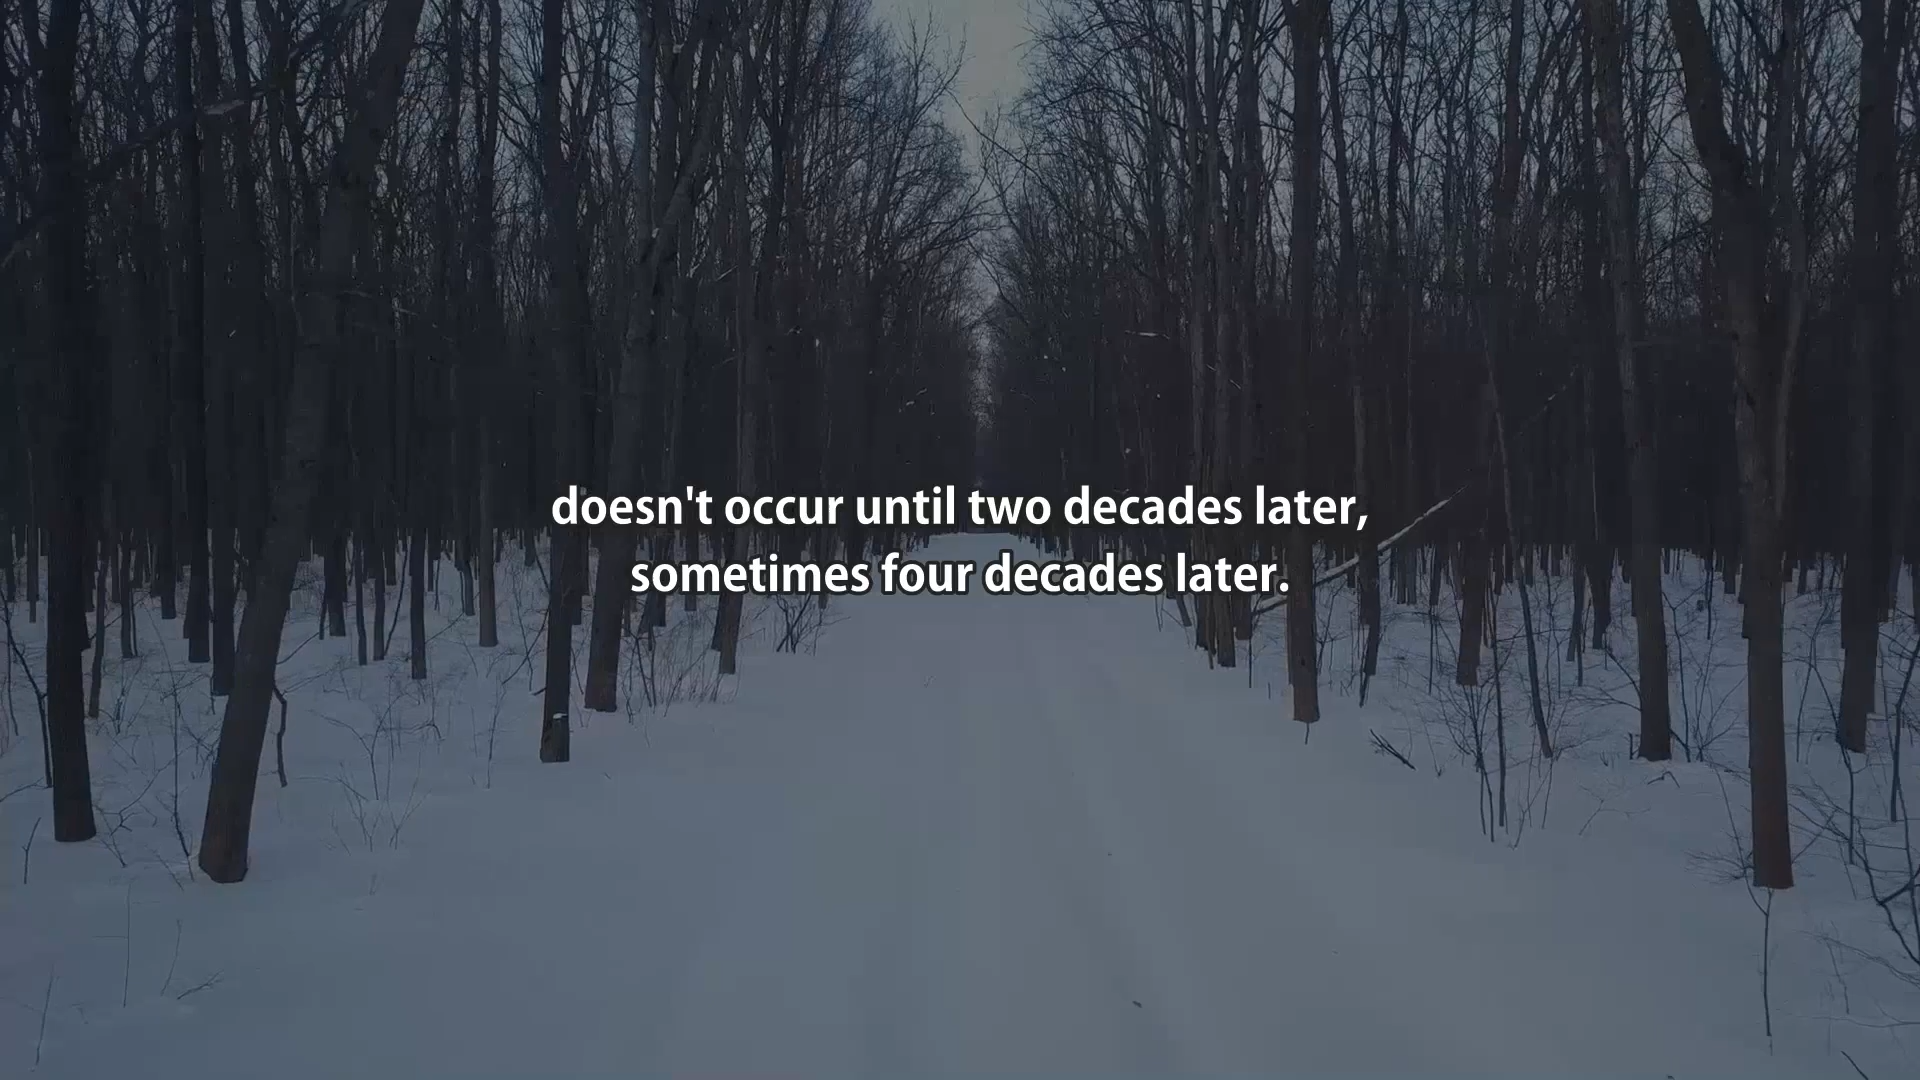 doesn't occur until two decades later,
sometimes four decades later.